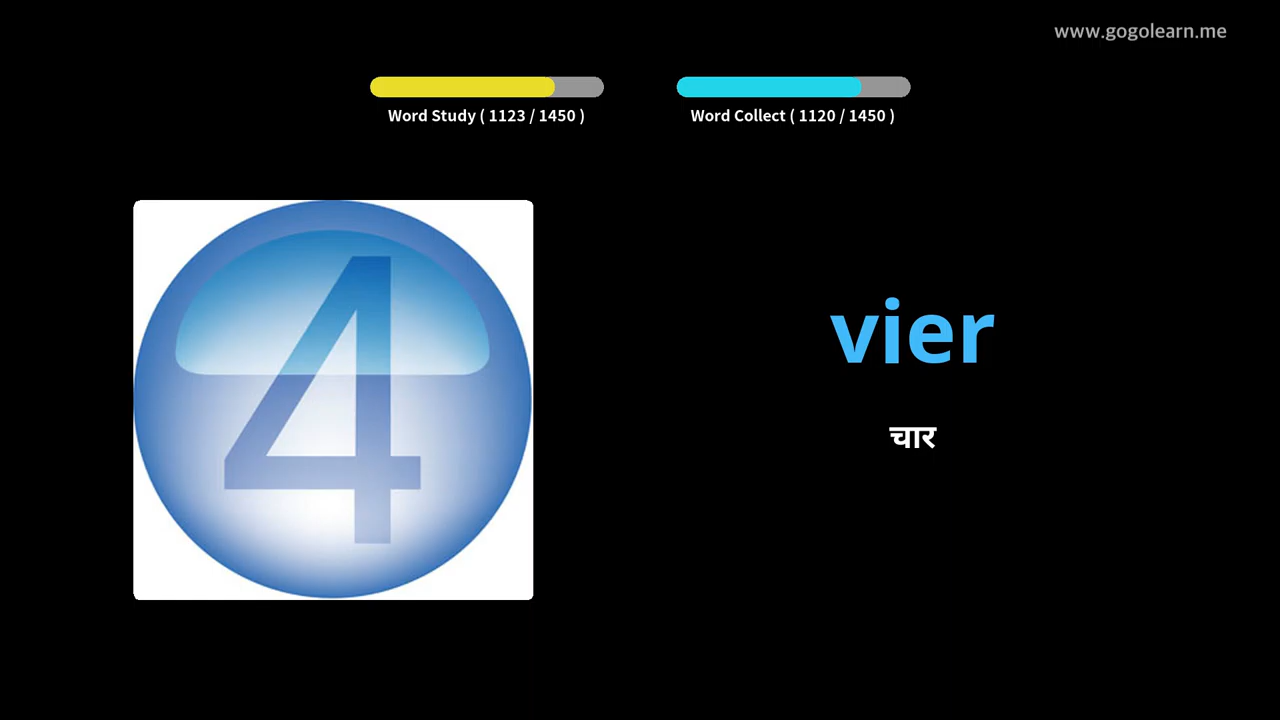 www.gogolearn.me
Word Study ( 1123 / 1450 )
Word Collect ( 1120 / 1450 )
4
vier
चार